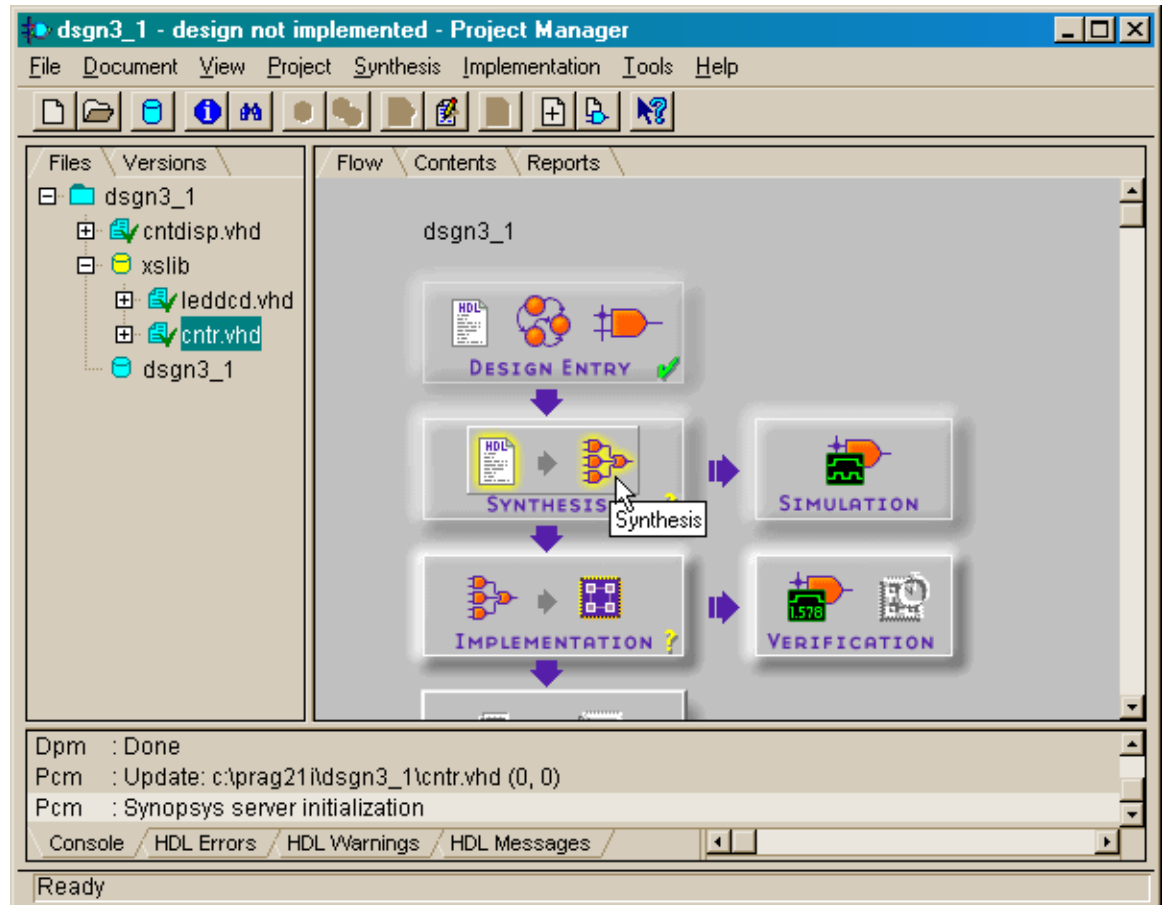 dsgn3_1 - design not implemented - Project Manager
File Document View Project Synthesis Implementation Tools Help
Files Versions
Flow Contents Reports
dsgn3_1
cntdisp.vhd
xslib
leddcd.vhd
cntr.vhd
dsgn3_1
dsgn3_1
HDL
DESIGN ENTRY
HDL
SYNTHESIS
Synthesis
SIMULATION
IMPLEMENTATION ?
1.578
VERIFICATION
Dpm : Done
Pcm : Update: c:\prag21i\dsgn3_1\cntr.vhd (0, 0)
Pcm : Synopsys server initialization
Console HDL Errors HDL Warnings HDL Messages
Ready